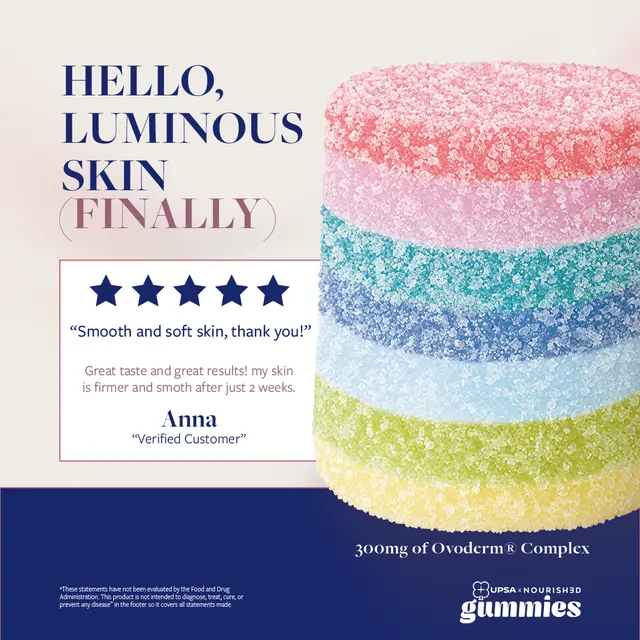 HELLO,
LUMINOUS
SKIN
(FINALLY)
“Smooth and soft skin, thank you!”
Great taste and great results! my skin
is firmer and smoth after just 2 weeks.
Anna
“Verified Customer”
300mg of Ovoderm® Complex
*These statements have not been evaluated by the Food and Drug
Administration. This product is not intended to diagnose, treat, cure, or
prevent any disease” in the footer so it covers all statements made.
UPSA × NOURISH3D
gummies